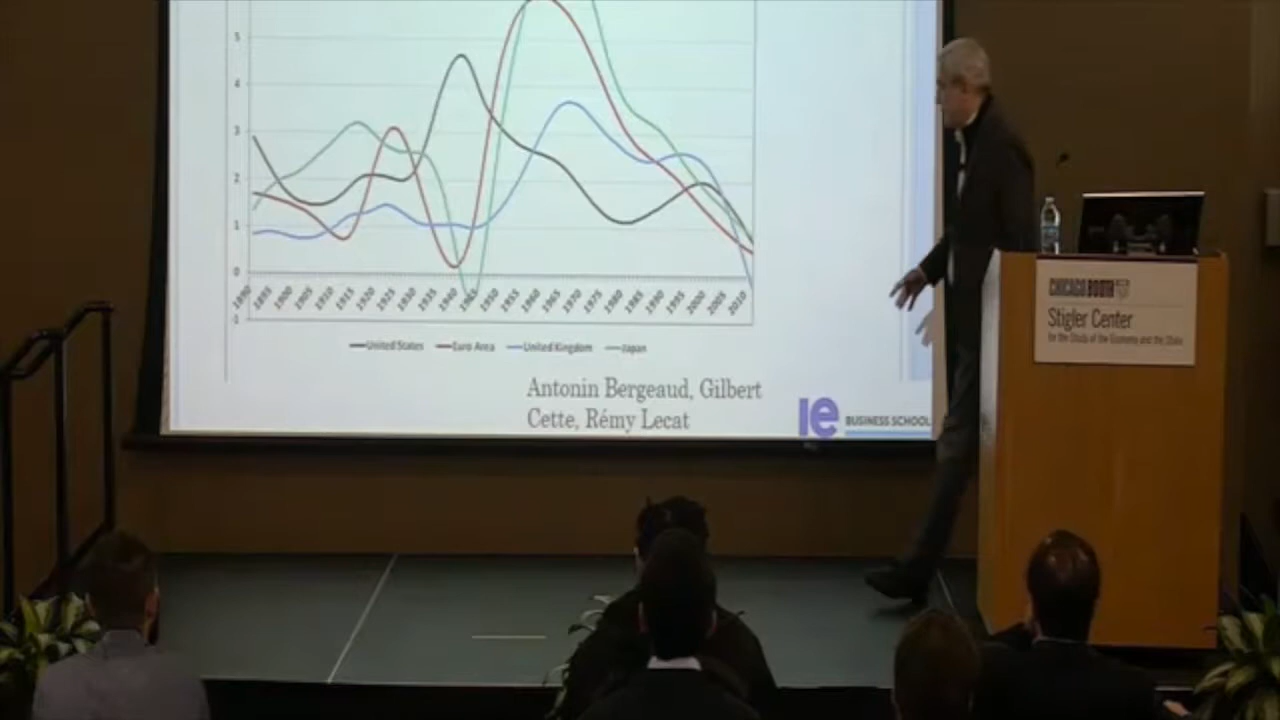 5
4
3
2
1
0
-1
1890 1895 1900 1905 1910 1915 1920 1925 1930 1935 1940 1945 1950 1955 1960 1965 1970 1975 1980 1985 1990 1995 2000 2005 2010
United States Euro Area United Kingdom Japan
Antonin Bergeaud, Gilbert
Cette, Rémy Lecat
ie BUSINESS SCHOOL
CHICAGO BOOTH
Stigler Center
for the Study of the Economy and the State